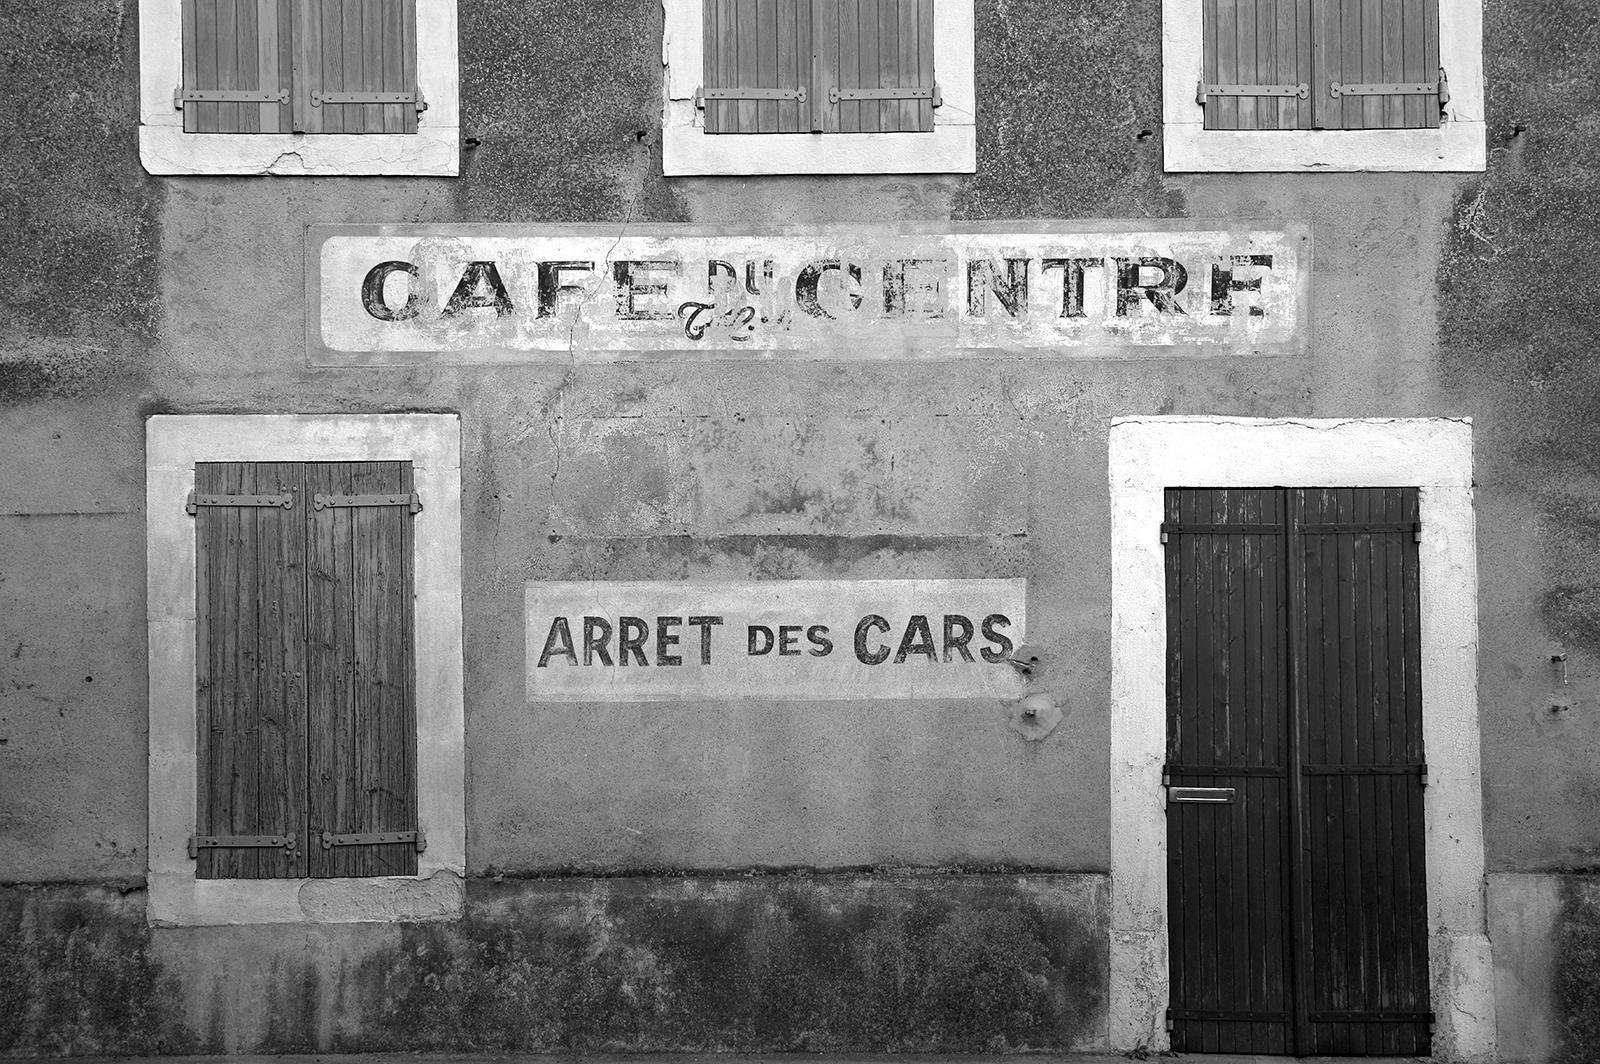 CAFE DU CENTRE
ARRET DES CARS